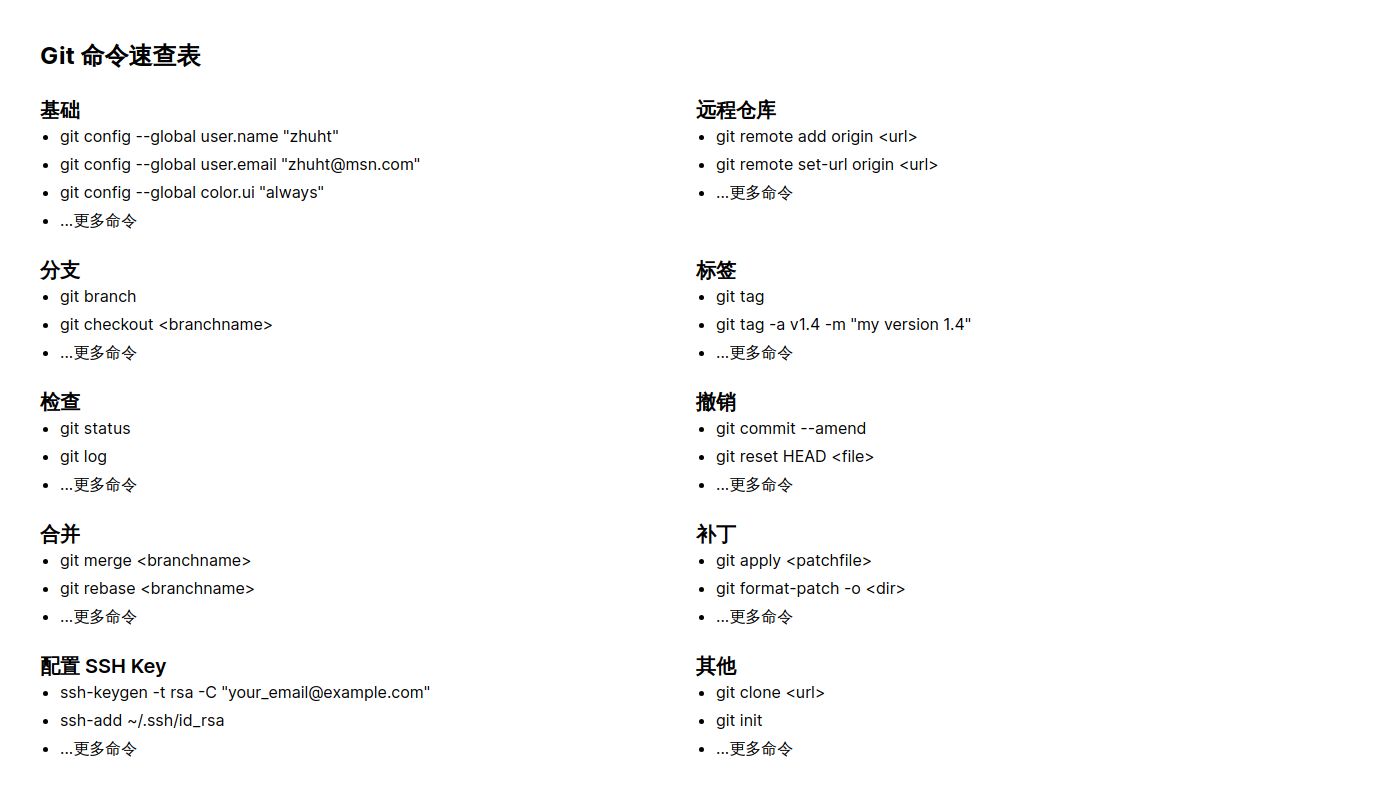 Git 命令速查表
基础
git config --global user.name "zhuht"
git config --global user.email "zhuht@msn.com"
git config --global color.ui "always"
...更多命令
远程仓库
git remote add origin <url>
git remote set-url origin <url>
...更多命令
分支
git branch
git checkout <branchname>
...更多命令
标签
git tag
git tag -a v1.4 -m "my version 1.4"
...更多命令
检查
git status
git log
...更多命令
撤销
git commit --amend
git reset HEAD <file>
...更多命令
合并
git merge <branchname>
git rebase <branchname>
...更多命令
补丁
git apply <patchfile>
git format-patch -o <dir>
...更多命令
配置 SSH Key
ssh-keygen -t rsa -C "your_email@example.com"
ssh-add ~/.ssh/id_rsa
...更多命令
其他
git clone <url>
git init
...更多命令